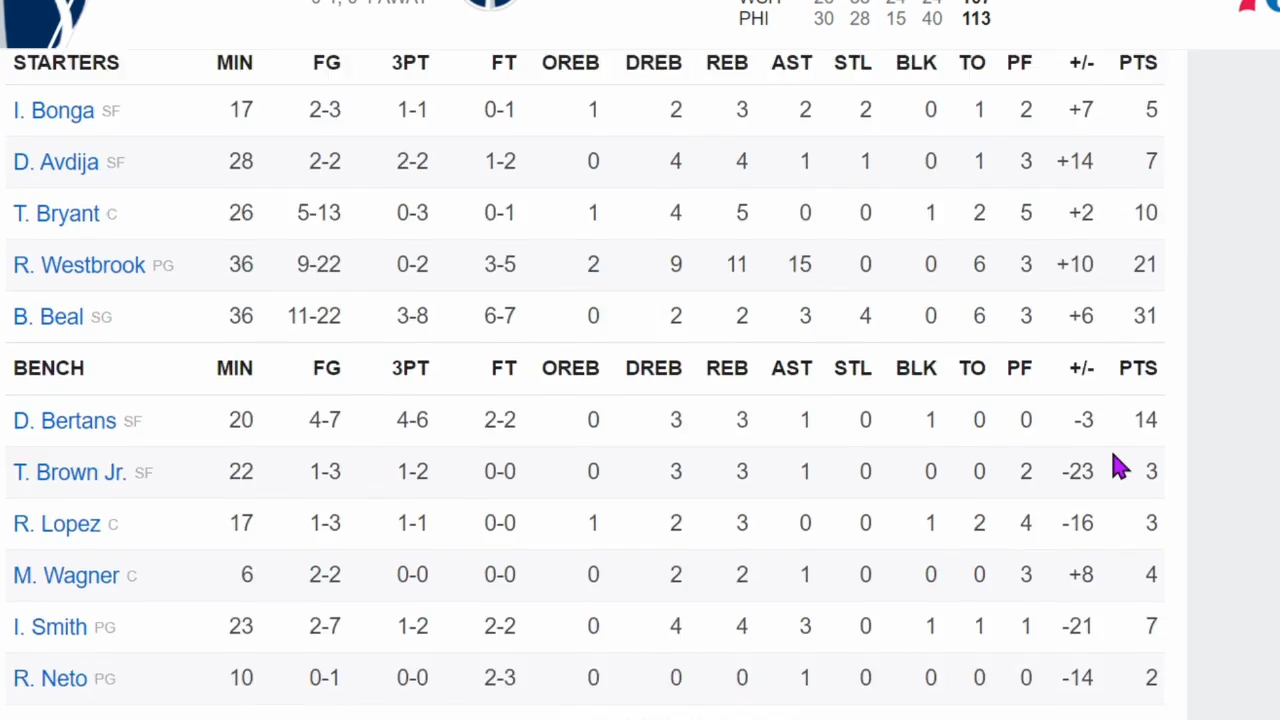 PHI 30 28 15 40 113
STARTERS MIN FG 3PT FT OREB DREB REB AST STL BLK TO PF +/- PTS
I. Bonga SF 17 2-3 1-1 0-1 1 2 3 2 2 0 1 2 +7 5
D. Avdija SF 28 2-2 2-2 1-2 0 4 4 1 1 0 1 3 +14 7
T. Bryant C 26 5-13 0-3 0-1 1 4 5 0 0 1 2 5 +2 10
R. Westbrook PG 36 9-22 0-2 3-5 2 9 11 15 0 0 6 3 +10 21
B. Beal SG 36 11-22 3-8 6-7 0 2 2 3 4 0 6 3 +6 31
BENCH MIN FG 3PT FT OREB DREB REB AST STL BLK TO PF +/- PTS
D. Bertans SF 20 4-7 4-6 2-2 0 3 3 1 0 1 0 0 -3 14
T. Brown Jr. SF 22 1-3 1-2 0-0 0 3 3 1 0 0 0 2 -23 3
R. Lopez C 17 1-3 1-1 0-0 1 2 3 0 0 1 2 4 -16 3
M. Wagner C 6 2-2 0-0 0-0 0 2 2 1 0 0 0 3 +8 4
I. Smith PG 23 2-7 1-2 2-2 0 4 4 3 0 1 1 1 -21 7
R. Neto PG 10 0-1 0-0 2-3 0 0 0 1 0 0 0 0 -14 2